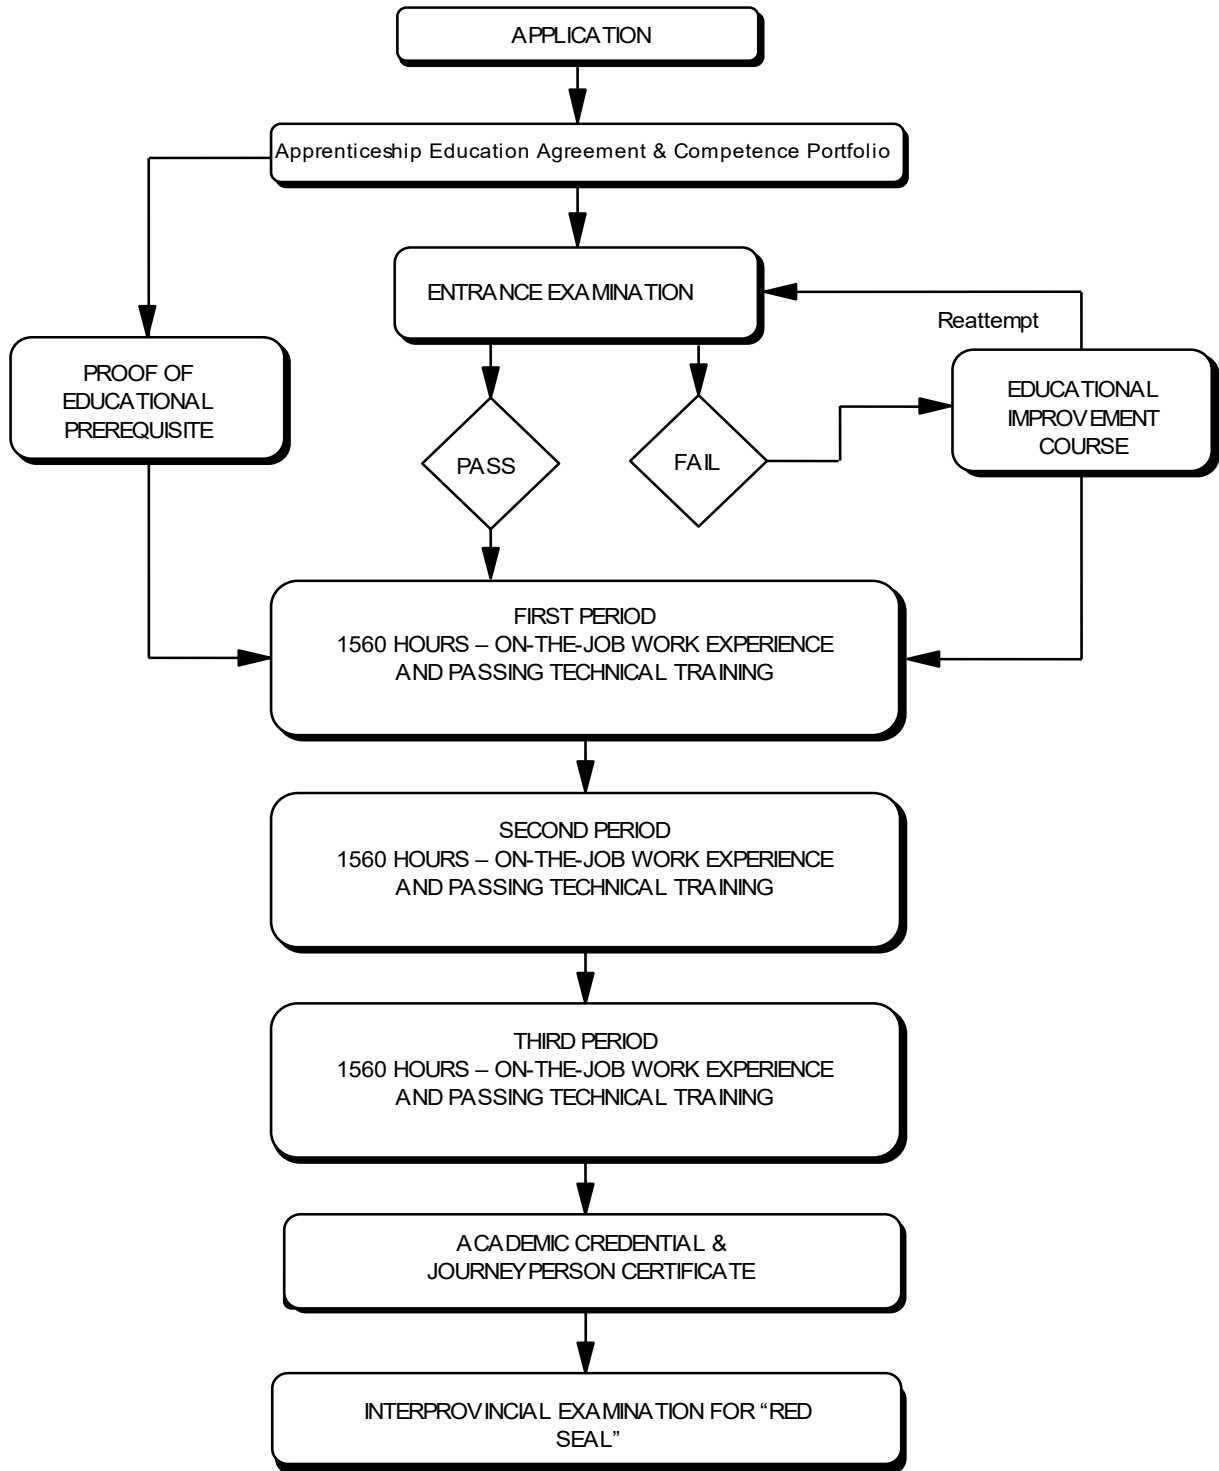 APPLICATION
Apprenticeship Education Agreement & Competence Portfolio
ENTRANCE EXAMINATION
Reattempt
PROOF OF
EDUCATIONAL
PREREQUISITE
PASS
FAIL
EDUCATIONAL
IMPROVEMENT
COURSE
FIRST PERIOD
1560 HOURS – ON-THE-JOB WORK EXPERIENCE
AND PASSING TECHNICAL TRAINING
SECOND PERIOD
1560 HOURS – ON-THE-JOB WORK EXPERIENCE
AND PASSING TECHNICAL TRAINING
THIRD PERIOD
1560 HOURS – ON-THE-JOB WORK EXPERIENCE
AND PASSING TECHNICAL TRAINING
ACADEMIC CREDENTIAL &
JOURNEYPERSON CERTIFICATE
INTERPROVINCIAL EXAMINATION FOR “RED
SEAL”